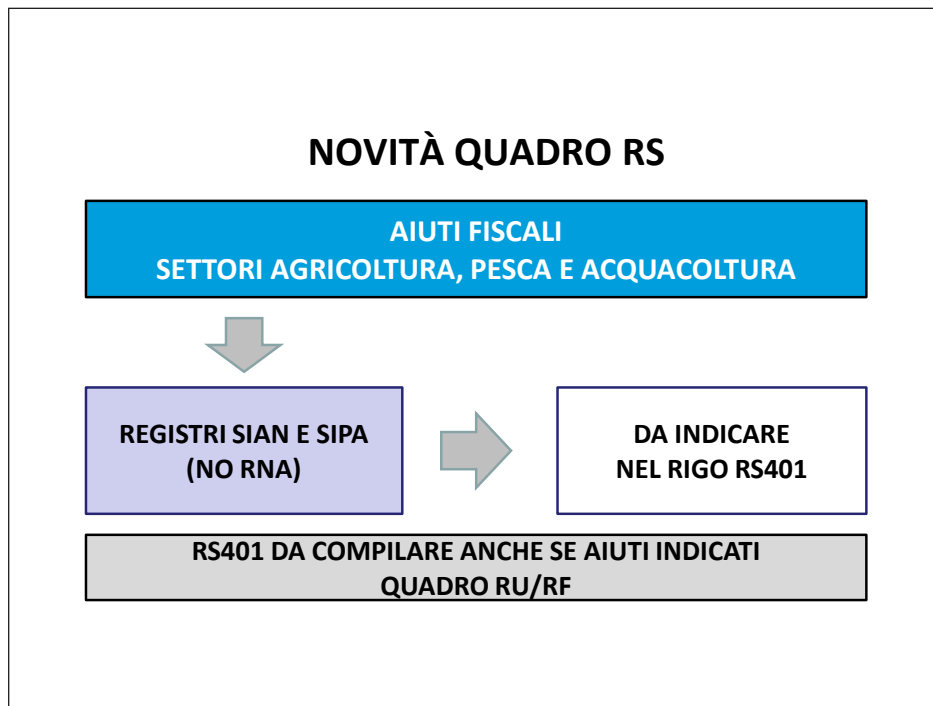 NOVITÀ QUADRO RS
AIUTI FISCALI
SETTORI AGRICOLTURA, PESCA E ACQUACOLTURA
REGISTRI SIAN E SIPA
(NO RNA)
DA INDICARE
NEL RIGO RS401
RS401 DA COMPILARE ANCHE SE AIUTI INDICATI
QUADRO RU/RF